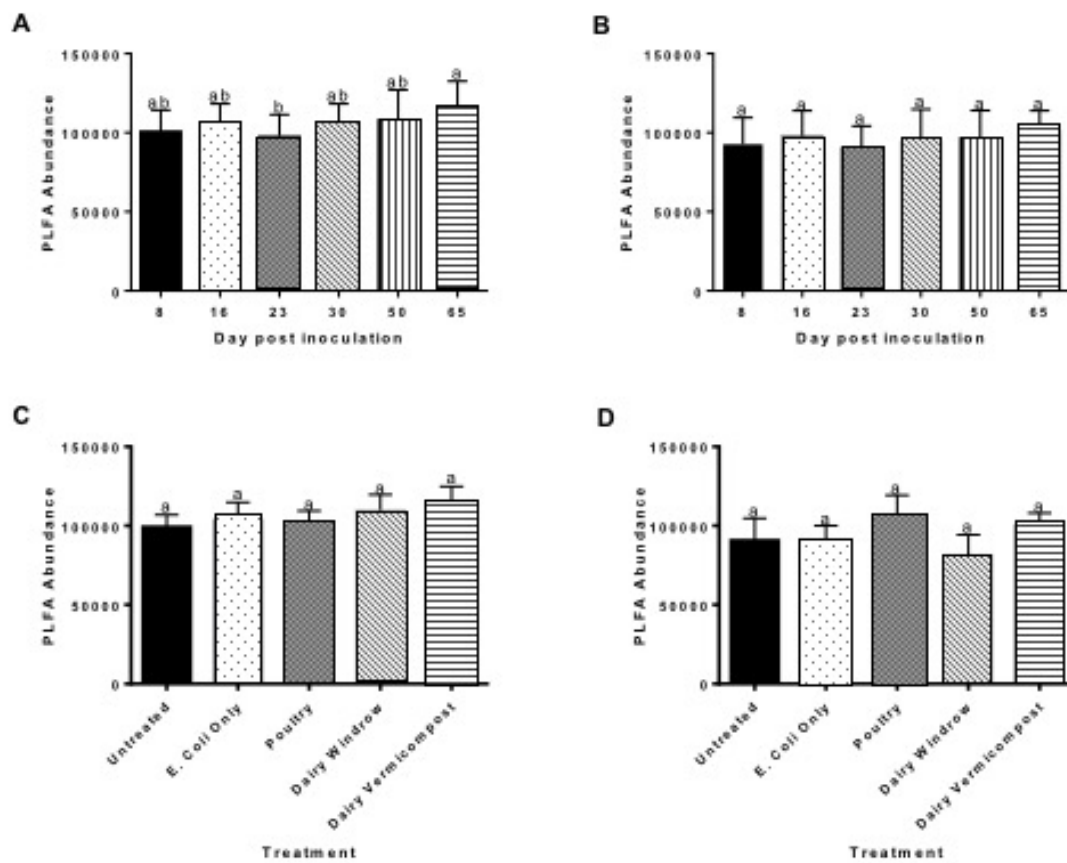 A
PLFA Abundance
150000
100000
50000
0
ab
ab
b
ab
ab
a
8 16 23 30 50 65
Day post inoculation
B
PLFA Abundance
150000
100000
50000
0
a
a
a
a
a
a
8 16 23 30 50 65
Day post inoculation
C
PLFA Abundance
150000
100000
50000
0
a
a
a
a
a
Untreated
E. Coli Only
Poultry
Dairy Windrow
Dairy Vermicompost
Treatment
D
PLFA Abundance
150000
100000
50000
0
a
a
a
a
a
Untreated
E. Coli Only
Poultry
Dairy Windrow
Dairy Vermicompost
Treatment